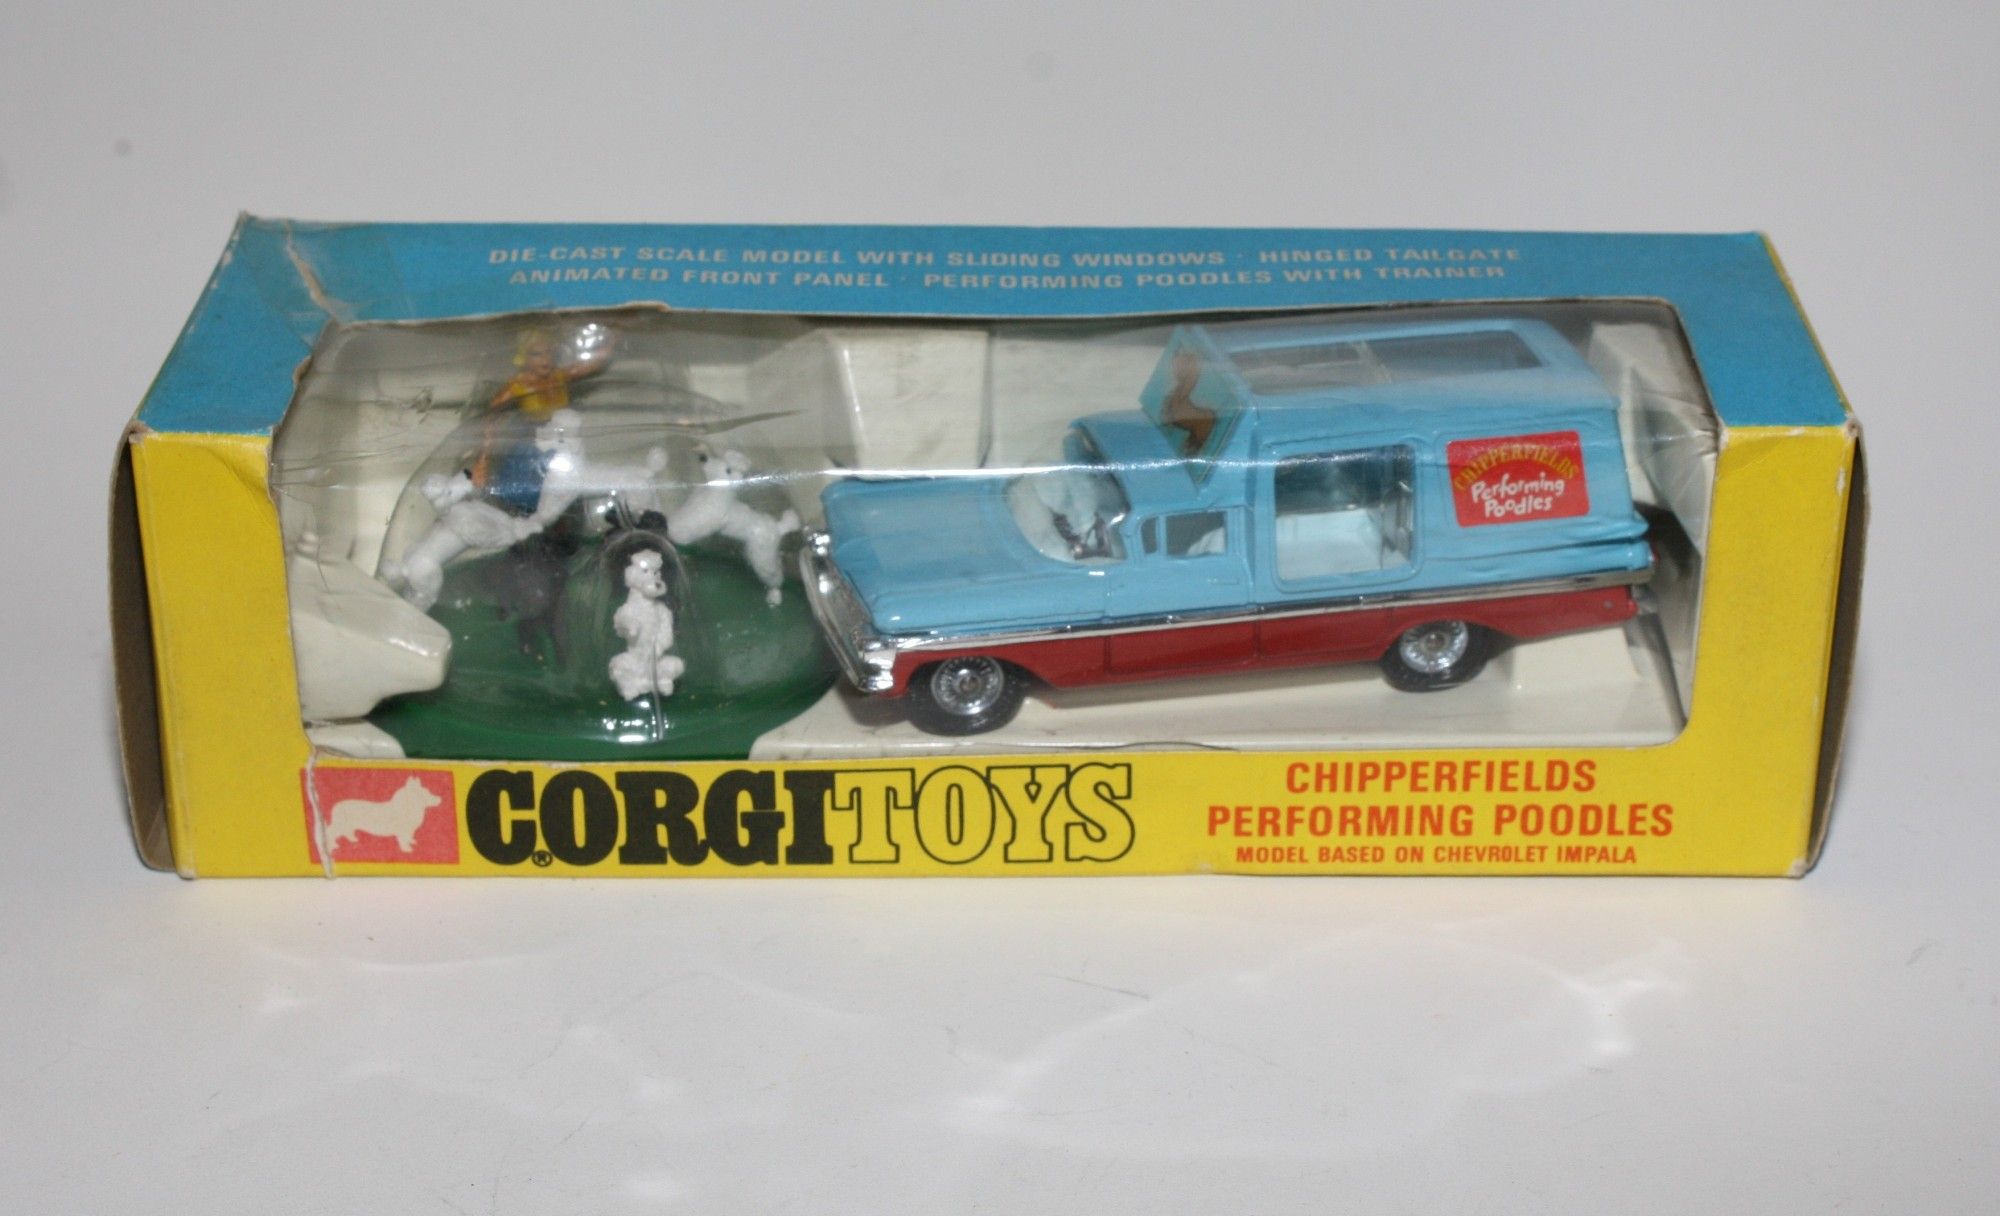 DIE-CAST SCALE MODEL WITH SLIDING WINDOWS · HINGED TAILGATE
ANIMATED FRONT PANEL · PERFORMING POODLES WITH TRAINER
CHIPPERFIELDS
Performing
Poodles
CORGI TOYS
®
CHIPPERFIELDS
PERFORMING POODLES
MODEL BASED ON CHEVROLET IMPALA